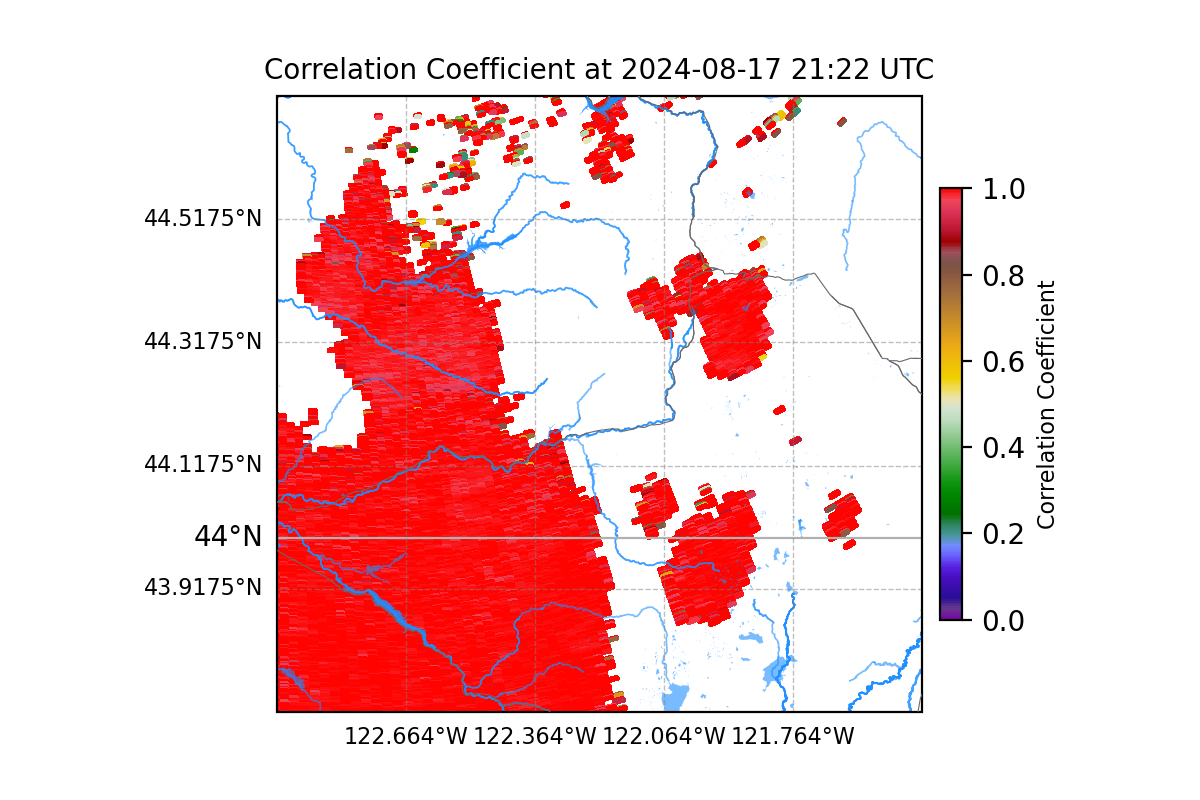 Correlation Coefficient at 2024-08-17 21:22 UTC
44.5175°N
44.3175°N
44.1175°N
44°N
43.9175°N
122.664°W 122.364°W 122.064°W 121.764°W
1.0
0.8
0.6
0.4
0.2
0.0
Correlation Coefficient